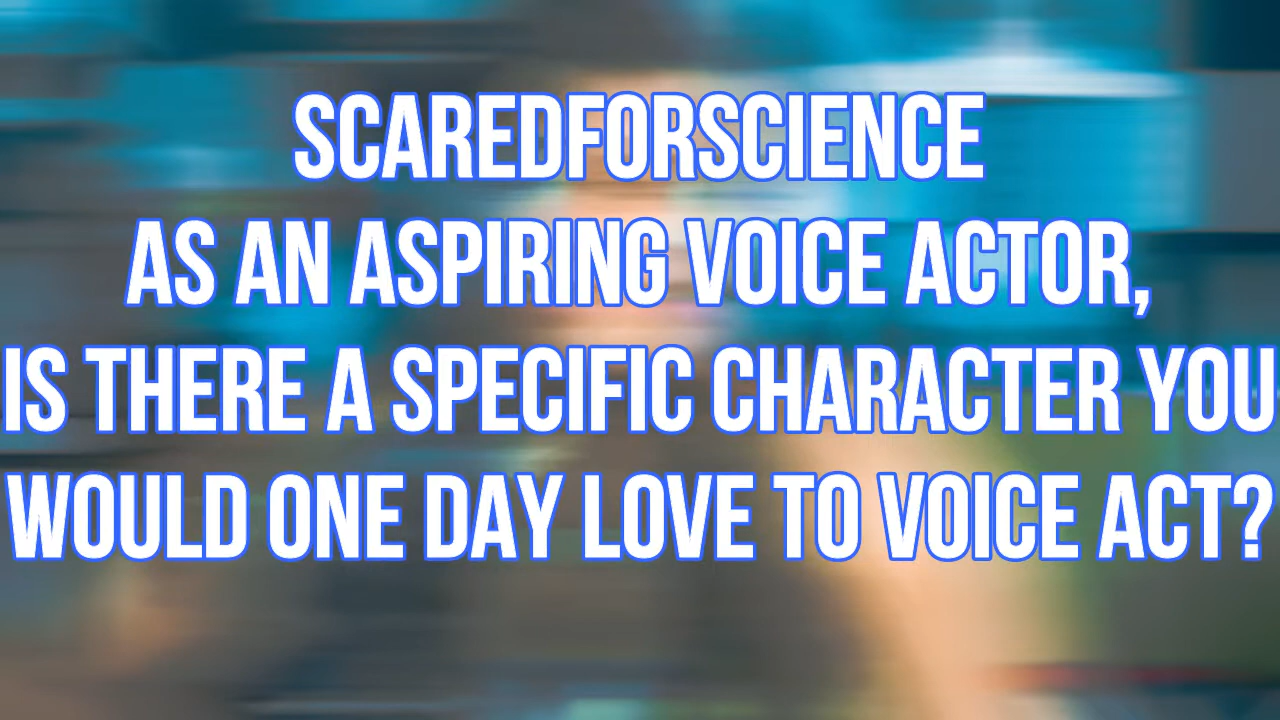 SCAREDFORSCIENCE
AS AN ASPIRING VOICE ACTOR,
IS THERE A SPECIFIC CHARACTER YOU
WOULD ONE DAY LOVE TO VOICE ACT?